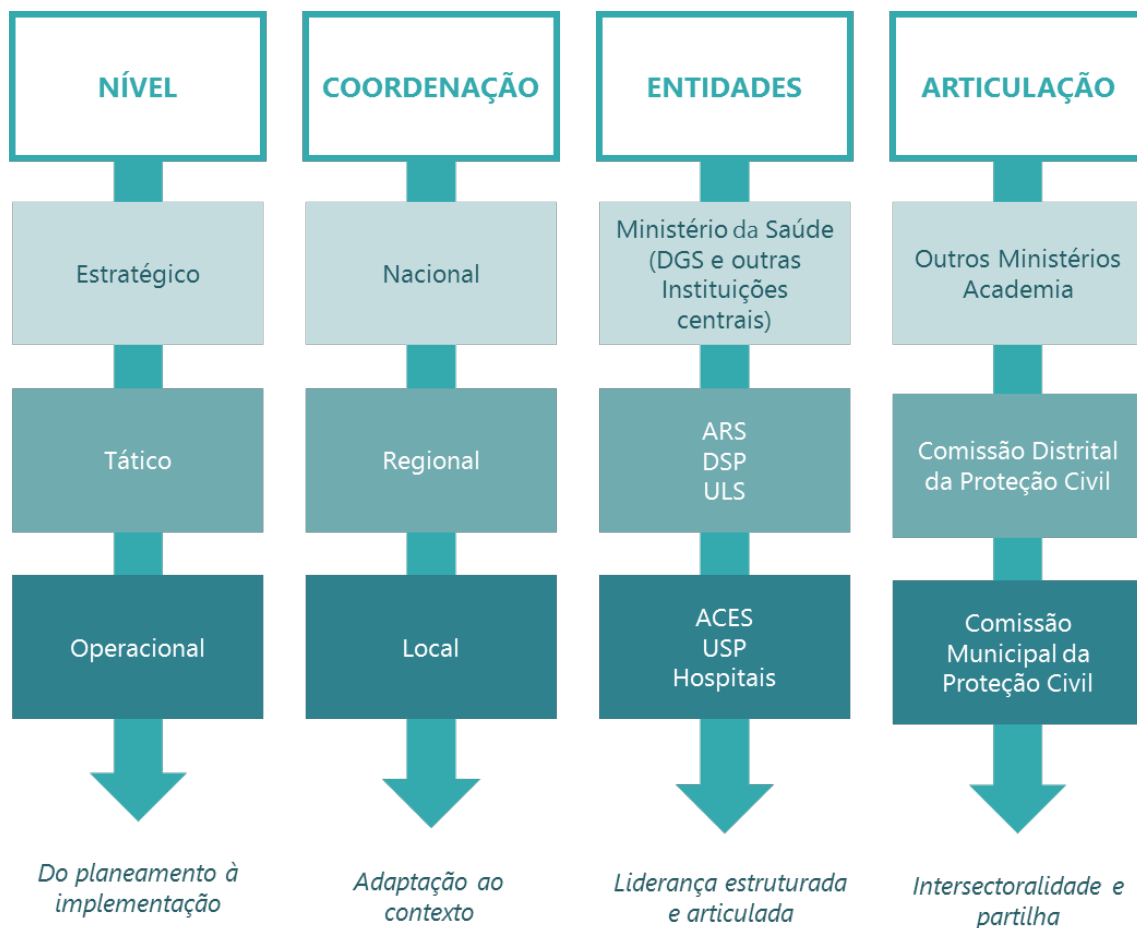 NÍVEL
COORDENAÇÃO
ENTIDADES
ARTICULAÇÃO
Estratégico
Nacional
Ministério da Saúde
(DGS e outras
Instituições
centrais)
Outros Ministérios
Academia
Tático
Regional
ARS
DSP
ULS
Comissão Distrital
da Proteção Civil
Operacional
Local
ACES
USP
Hospitais
Comissão
Municipal da
Proteção Civil
Do planeamento à
implementação
Adaptação ao
contexto
Liderança estruturada
e articulada
Intersectoralidade e
partilha